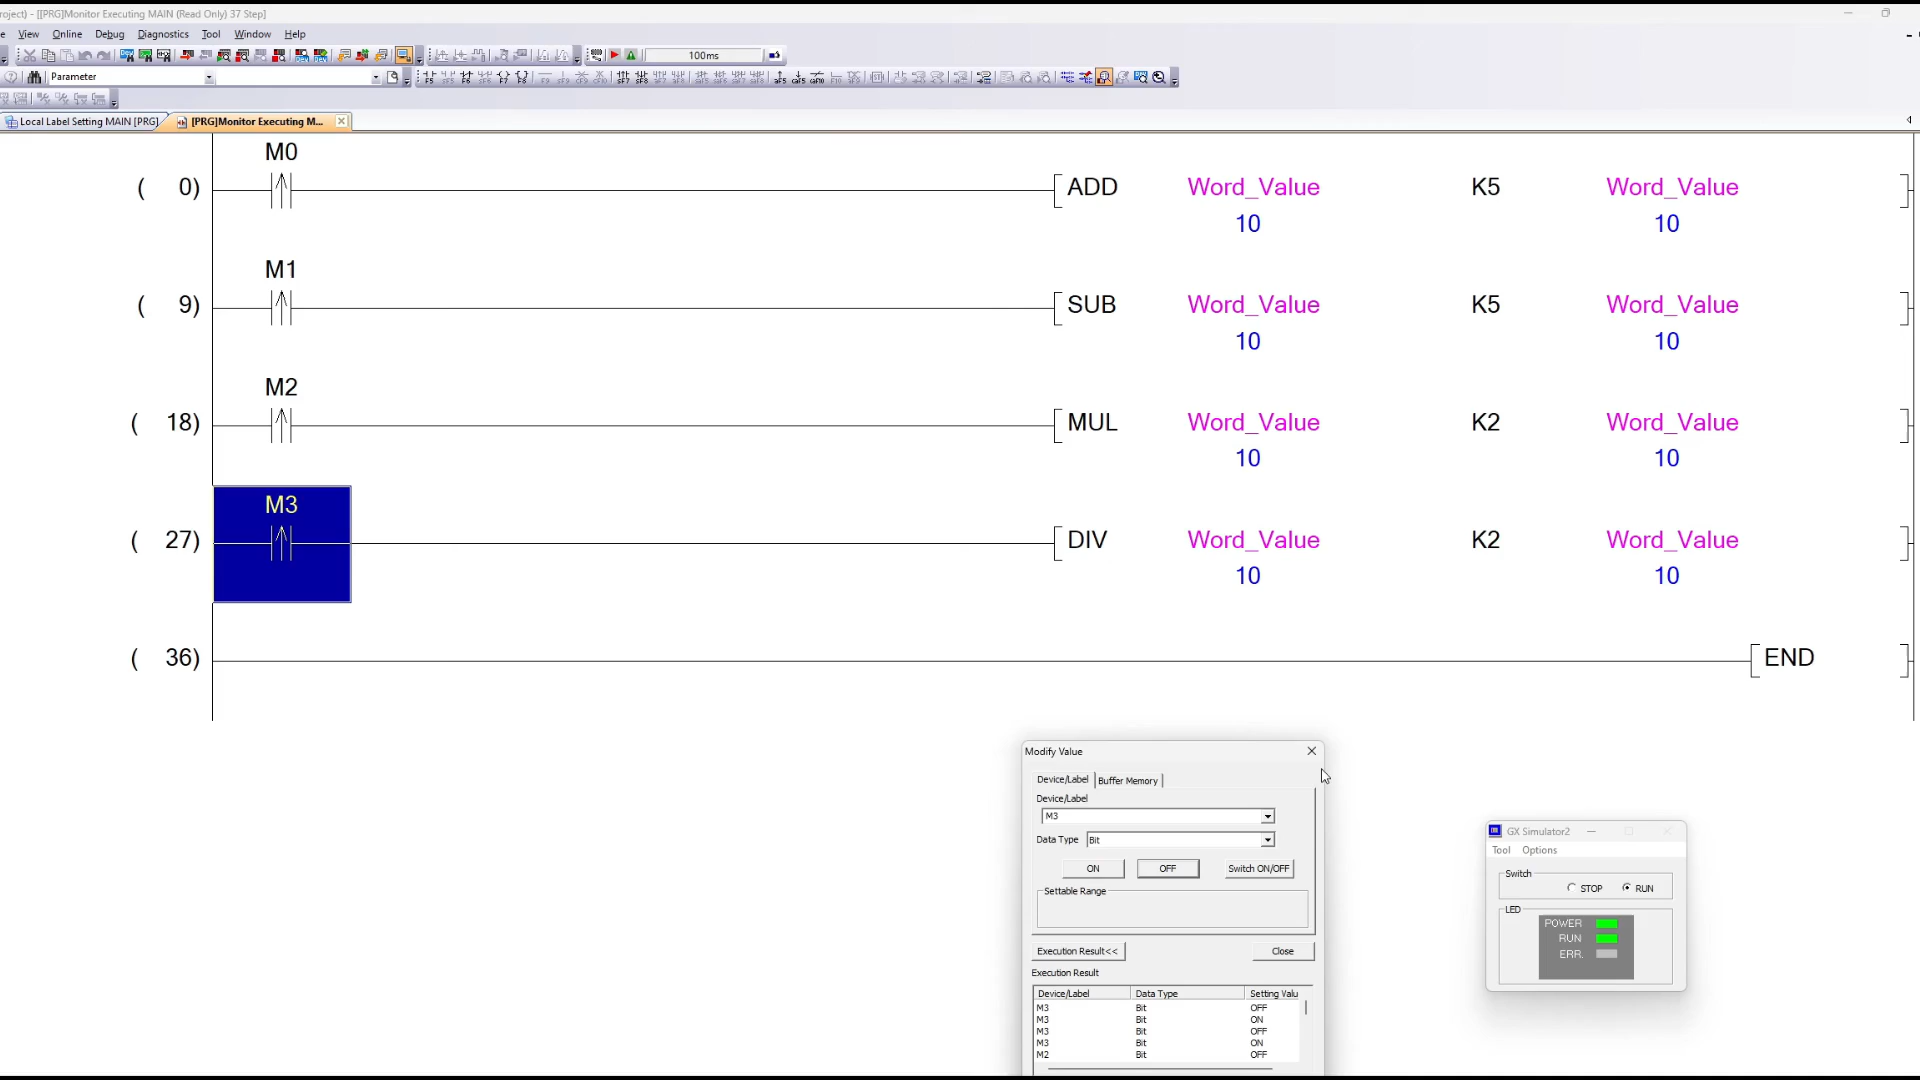 roject) - [[PRG]Monitor Executing MAIN (Read Only) 37 Step]
e View Online Debug Diagnostics Tool Window Help
100ms
Parameter
Local Label Setting MAIN [PRG] [PRG]Monitor Executing M...
M0
( 0) ADD Word_Value K5 Word_Value
10 10
M1
( 9) SUB Word_Value K5 Word_Value
10 10
M2
( 18) MUL Word_Value K2 Word_Value
10 10
M3
( 27) DIV Word_Value K2 Word_Value
10 10
( 36) END
Modify Value
Device/Label Buffer Memory
Device/Label
M3
Data Type Bit
ON OFF Switch ON/OFF
Settable Range
Execution Result<< Close
Execution Result
Device/Label Data Type Setting Valu
M3 Bit OFF
M3 Bit ON
M3 Bit OFF
M3 Bit ON
M2 Bit OFF
GX Simulator2
Tool Options
Switch
STOP RUN
LED
POWER
RUN
ERR.